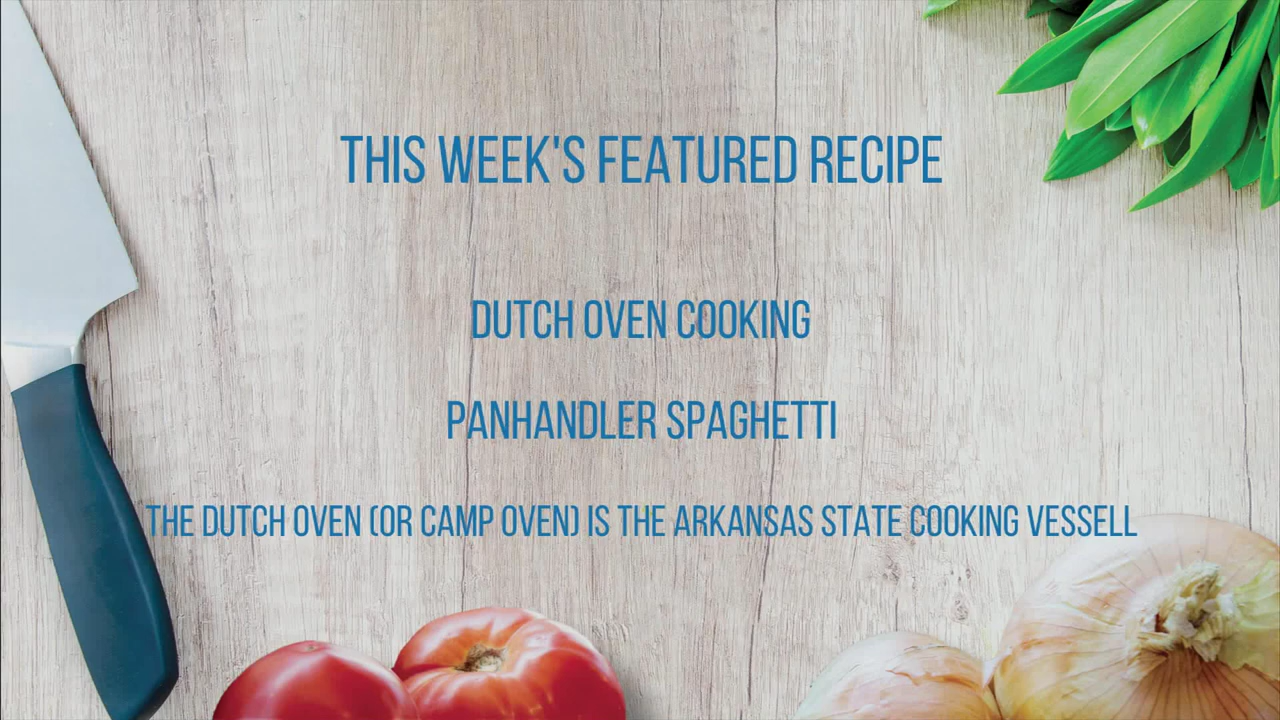 THIS WEEK'S FEATURED RECIPE
DUTCH OVEN COOKING
PANHANDLER SPAGHETTI
THE DUTCH OVEN (OR CAMP OVEN) IS THE ARKANSAS STATE COOKING VESSELL